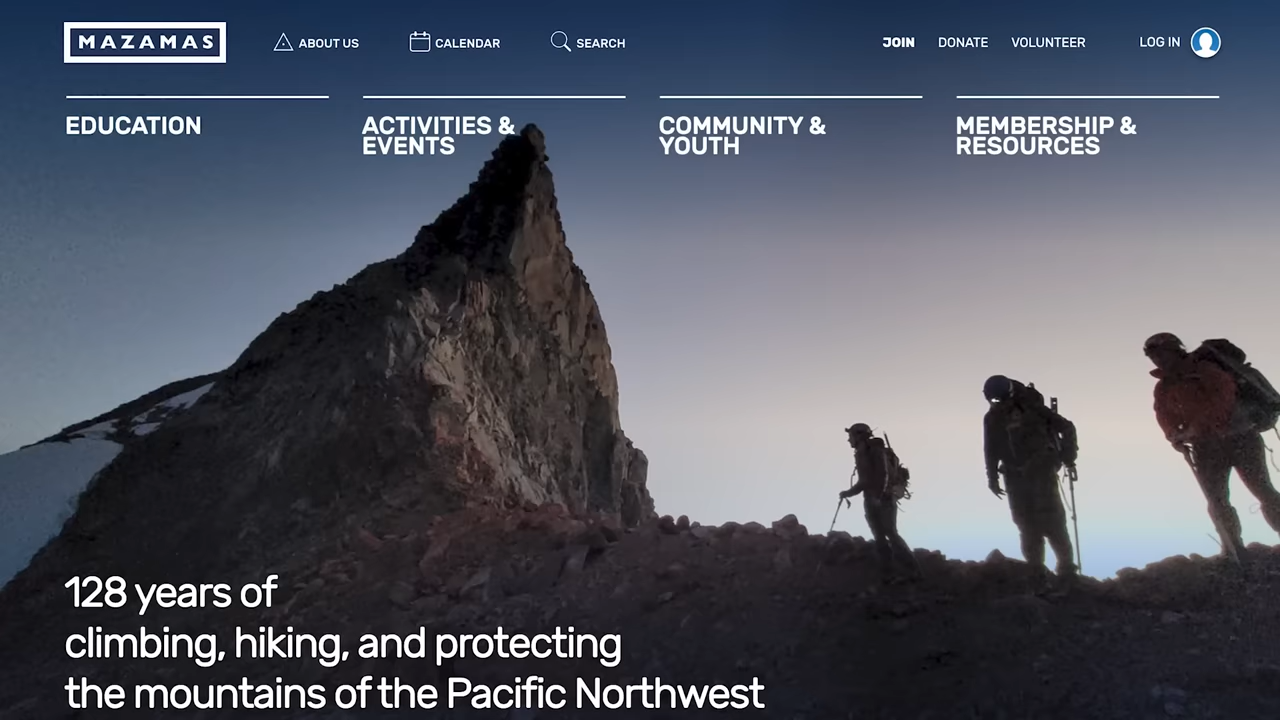 MAZAMAS
ABOUT US
CALENDAR
SEARCH
JOIN
DONATE
VOLUNTEER
LOG IN
EDUCATION
ACTIVITIES &
EVENTS
COMMUNITY &
YOUTH
MEMBERSHIP &
RESOURCES
128 years of
climbing, hiking, and protecting
the mountains of the Pacific Northwest